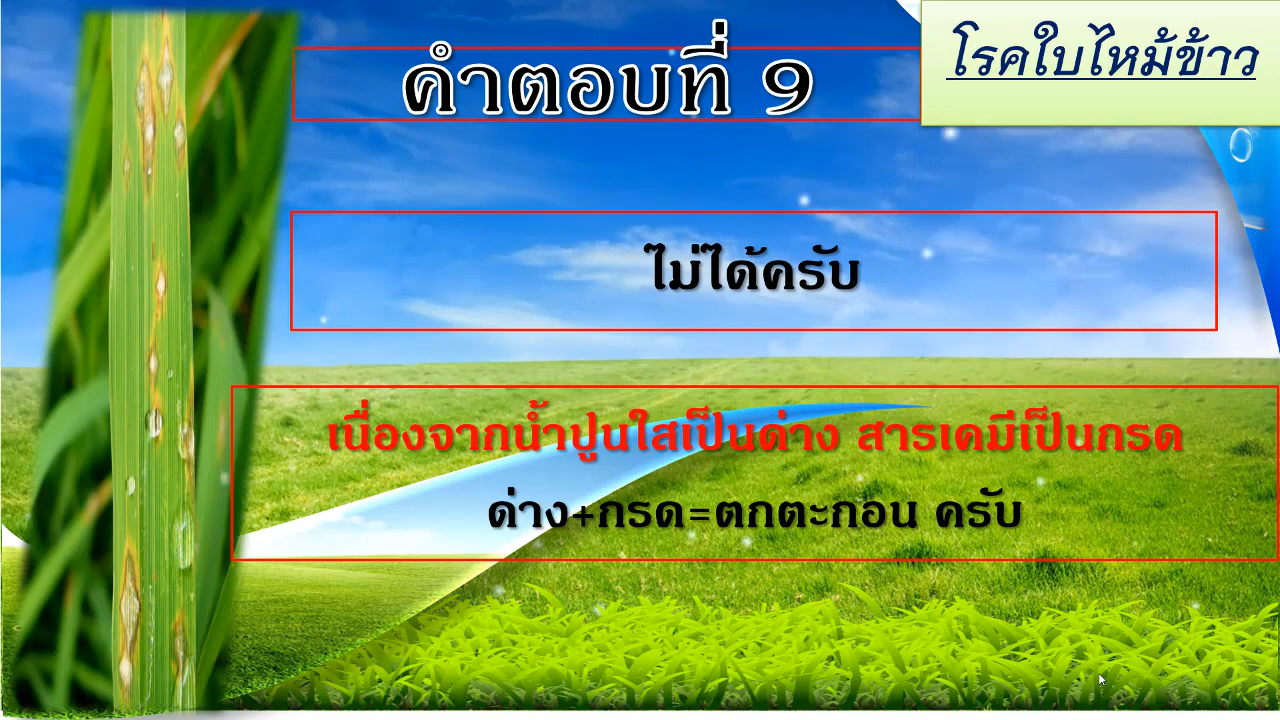 โรคใบไหม้ข้าว
คำตอบที่ 9
ไม่ได้ครับ
เนื่องจากน้ำปูนใสเป็นด่าง สารเคมีเป็นกรด
ด่าง+กรด=ตกตะกอน ครับ